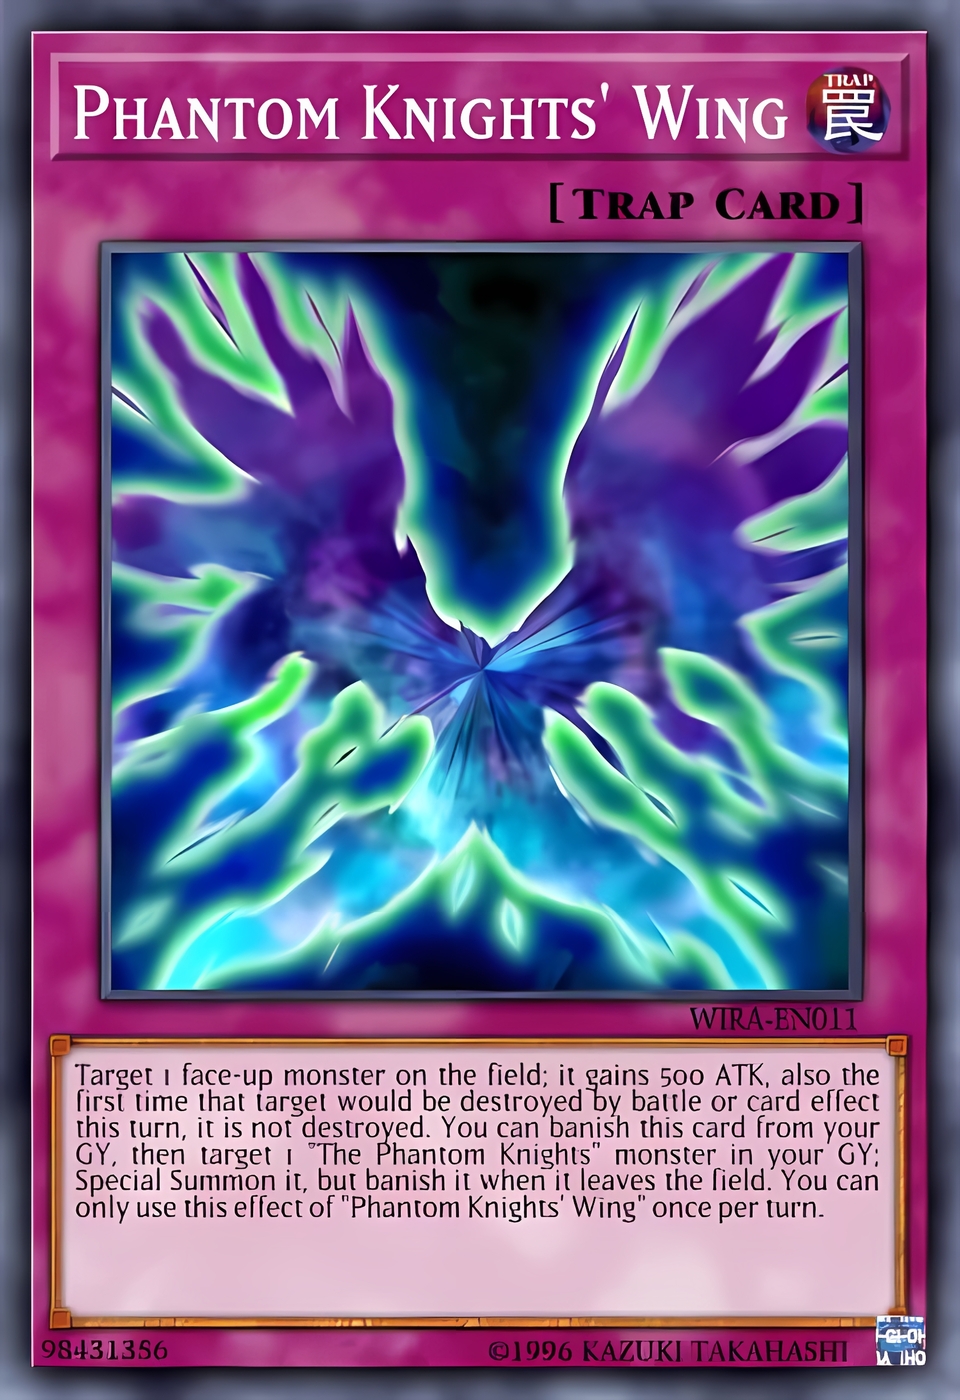 PHANTOM KNIGHTS' WING
TRAP
罠
[TRAP CARD]
WIRA-EN011
Target 1 face-up monster on the field; it gains 500 ATK, also the
first time that target would be destroyed by battle or card effect
this turn, it is not destroyed. You can banish this card from your
GY, then target 1 "The Phantom Knights" monster in your GY;
Special Summon it, but banish it when it leaves the field. You can
only use this effect of "Phantom Knights' Wing" once per turn.
98431356
©1996 KAZUKI TAKAHASHI